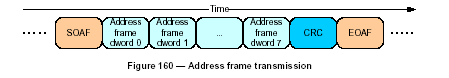 Time
SOAF
Address
frame
dword 0
Address
frame
dword 1
...
Address
frame
dword 7
CRC
EOAF
Figure 160 — Address frame transmission